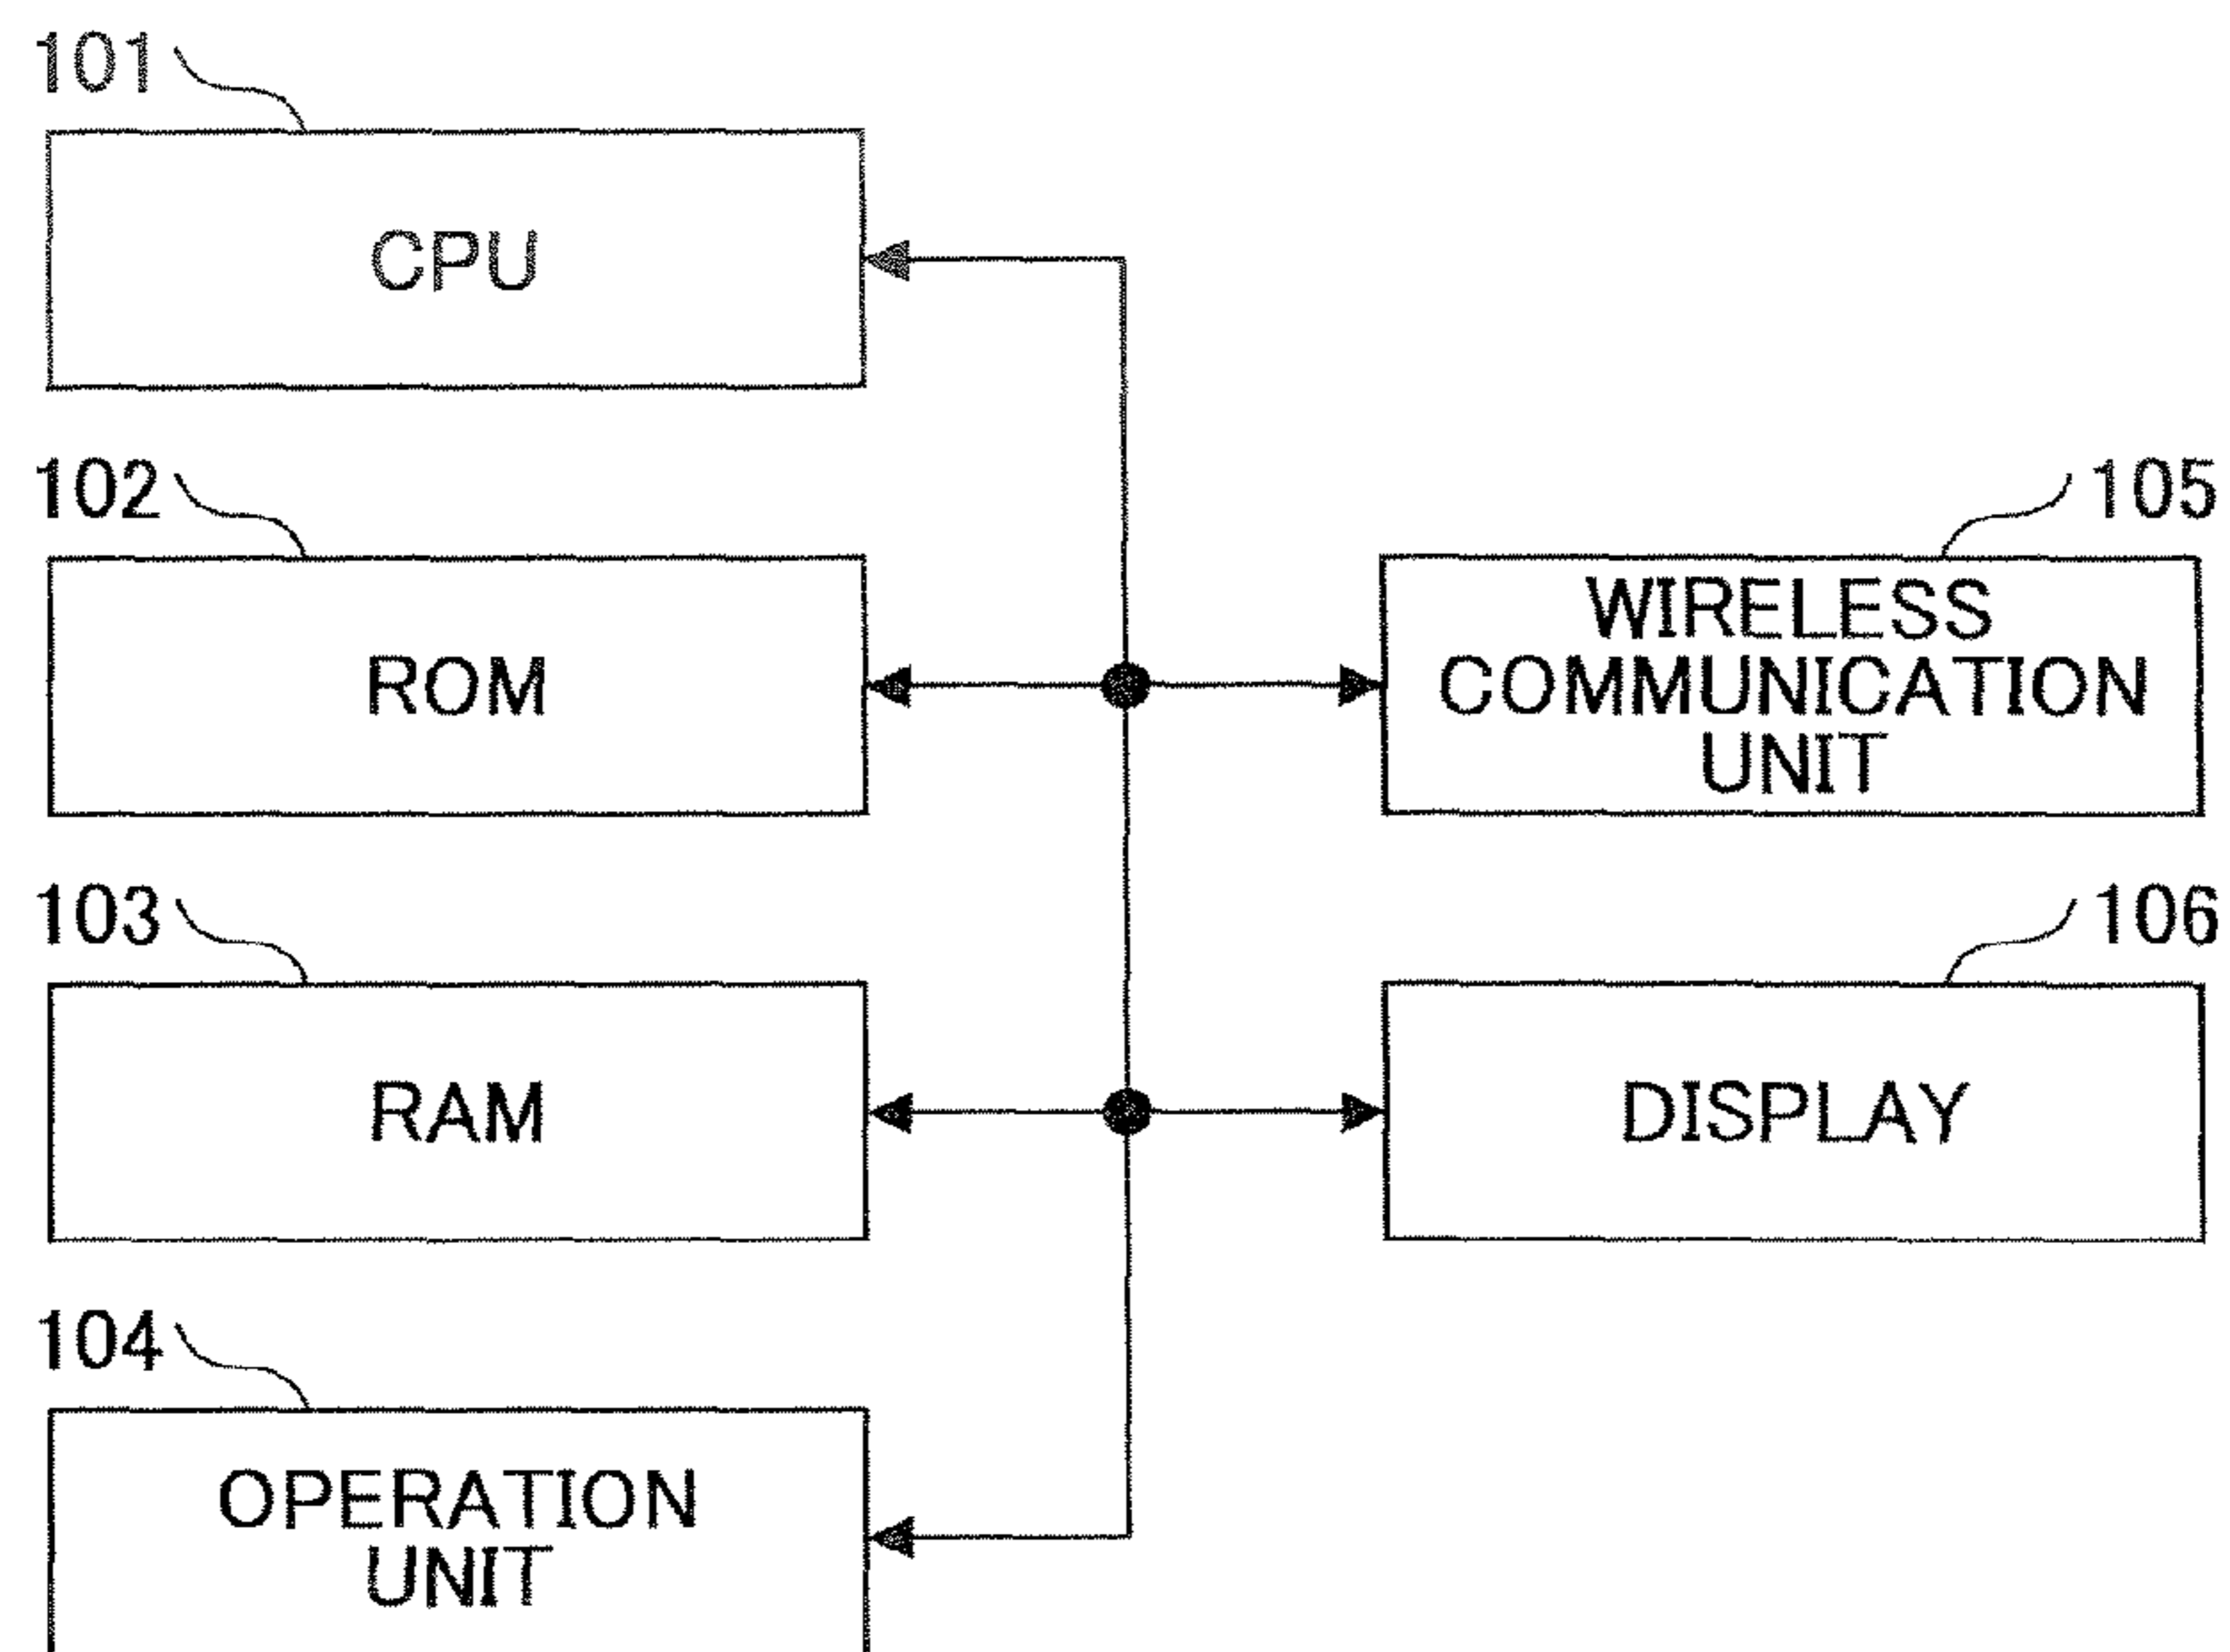 101
CPU
102
ROM
103
RAM
104
OPERATION
UNIT
105
WIRELESS
COMMUNICATION
UNIT
106
DISPLAY